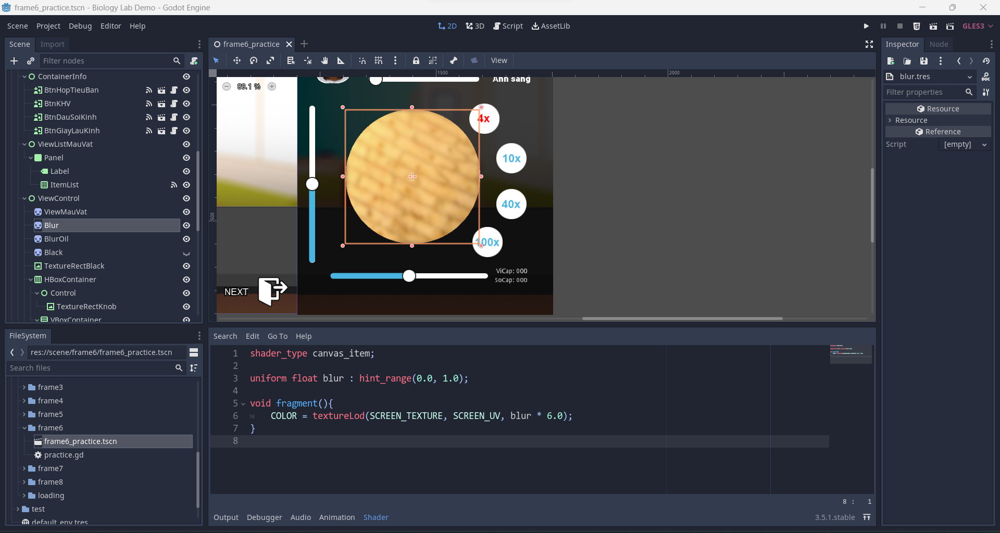 frame6_practice.tscn - Biology Lab Demo - Godot Engine
Scene Project Debug Editor Help
2D 3D Script AssetLib
GLES3
Scene Import
Filter nodes
ContainerInfo
BtnHopTieuBan
BtnKHV
BtnDauSoiKinh
BtnGiayLauKinh
ViewListMauVat
Panel
Label
ItemList
ViewControl
ViewMauVat
Blur
BlurOil
Black
TextureRectBlack
HBoxContainer
Control
TextureRectKnob
VBoxContainer
FileSystem
res://scene/frame6/frame6_practice.tscn
Search files
frame3
frame4
frame5
frame6
frame6_practice.tscn
practice.gd
frame7
frame8
loading
test
default_env.tres
frame6_practice
View
1500
2000
500
89.1 %
Anh sang
4x
10x
40x
100x
ViCap: 000
SoCap: 000
NEXT
Search Edit Go To Help
1 shader_type canvas_item;
2
3 uniform float blur : hint_range(0.0, 1.0);
4
5 void fragment(){
6 COLOR = textureLod(SCREEN_TEXTURE, SCREEN_UV, blur * 6.0);
7 }
8
8 : 1
Output Debugger Audio Animation Shader
3.5.1.stable
Inspector Node
blur.tres
Filter properties
Resource
Resource
Reference
Script [empty]